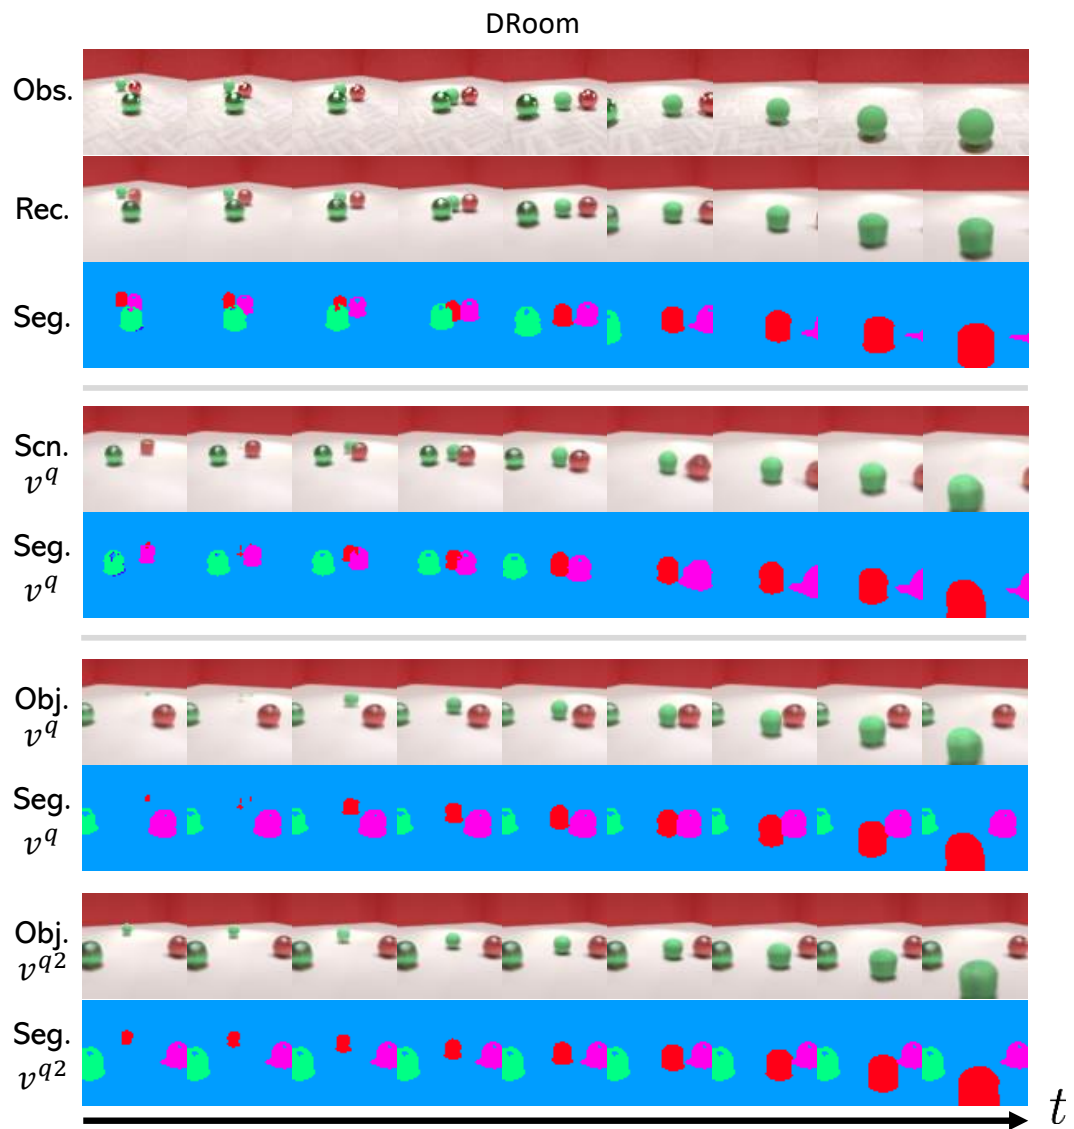 DRoom
Obs.
Rec.
Seg.
Scn.
v^q
Seg.
v^q
Obj.
v^q
Seg.
v^q
Obj.
v^{q2}
Seg.
v^{q2}
t